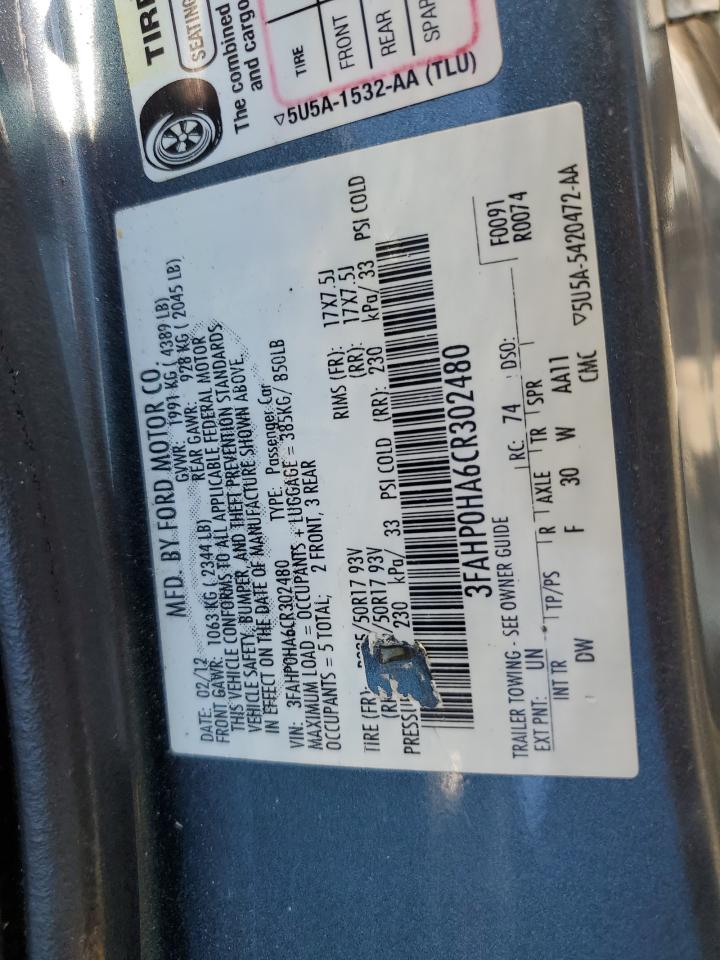 TIRE
SEATING
The combined
and cargo
TIRE
FRONT
REAR
SPAR
5U5A-1532-AA (TLU)
MFD. BY FORD MOTOR CO.
DATE: 02/12 GVWR: 1991 KG ( 4389 LB)
FRONT GAWR: 1063 KG ( 2344 LB) REAR GAWR: 928 KG ( 2045 LB)
THIS VEHICLE CONFORMS TO ALL APPLICABLE FEDERAL MOTOR
VEHICLE SAFETY, BUMPER, AND THEFT PREVENTION STANDARDS
IN EFFECT ON THE DATE OF MANUFACTURE SHOWN ABOVE.
VIN: 3FAHP0HA6CR302480 TYPE: Passenger Car
MAXIMUM LOAD = OCCUPANTS + LUGGAGE = 385KG/ 850LB
OCCUPANTS = 5 TOTAL; 2 FRONT, 3 REAR
TIRE (FR): /50R17 93V RIMS (FR): 17X7.5J
/50R17 93V (RR): 17X7.5J
230 kPa/ 33 PSI COLD (RR): 230 kPa/ 33 PSI COLD
3FAHP0HA6CR302480
F0091
R0074
TRAILER TOWING - SEE OWNER GUIDE
EXT PNT: UN RC: 74 DSO:
INT TR TP/PS R AXLE TR SPR
DW F 30 W AA11
CMC
5U5A-5420472-AA